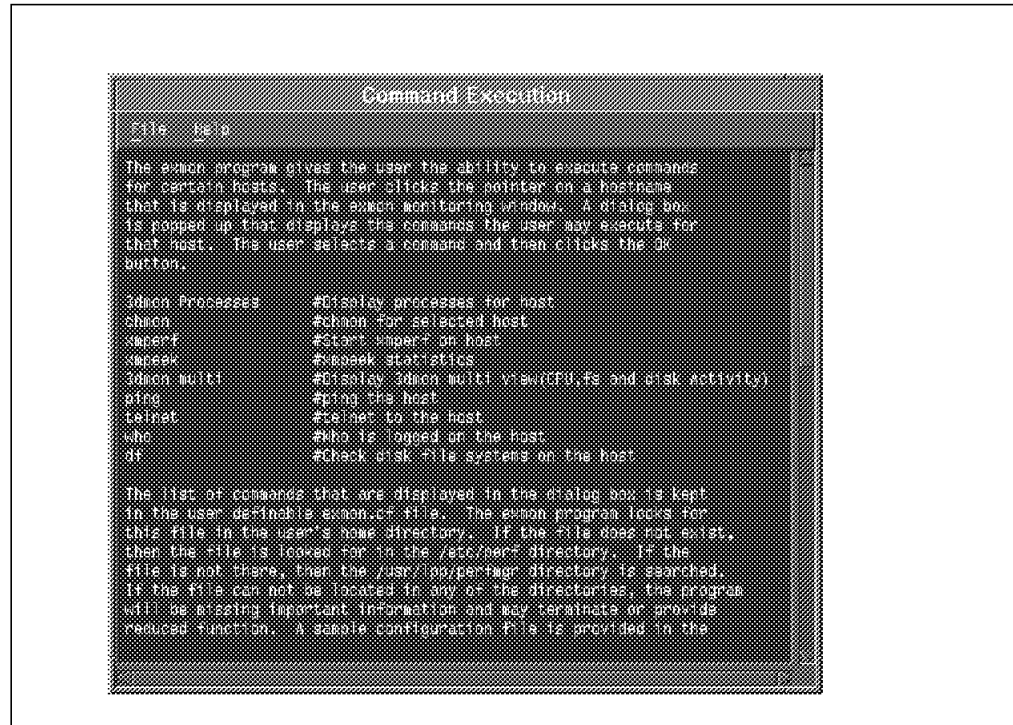 Command Execution
File Help
The exmon program gives the user the ability to execute commands
for certain hosts. The user clicks the pointer on a hostname
that is displayed in the exmon monitoring window. A dialog box
is popped up that displays the commands the user may execute for
that host. The user selects a command and then clicks the OK
button.
3dmon Processes #Display processes for host
chmon #chmon for selected host
xmperf #Start xmperf on host
xmpeek #xmpeek statistics
3dmon multi #Display 3dmon multi view(CPU,fs and disk Activity)
ping #ping the host
telnet #telnet to the host
who #Who is logged on the host
df #Check disk file systems on the host
The list of commands that are displayed in the dialog box is kept
in the user definable exmon.cf file. The exmon program looks for
this file in the user's home directory. If the file does not exist,
then the file is looked for in the /etc/perf directory. If the
file is not there, then the /usr/lpp/perfmgr directory is searched.
If the file can not be located in any of the directories, the program
will be missing important information and may terminate or provide
reduced function. A sample configuration file is provided in the